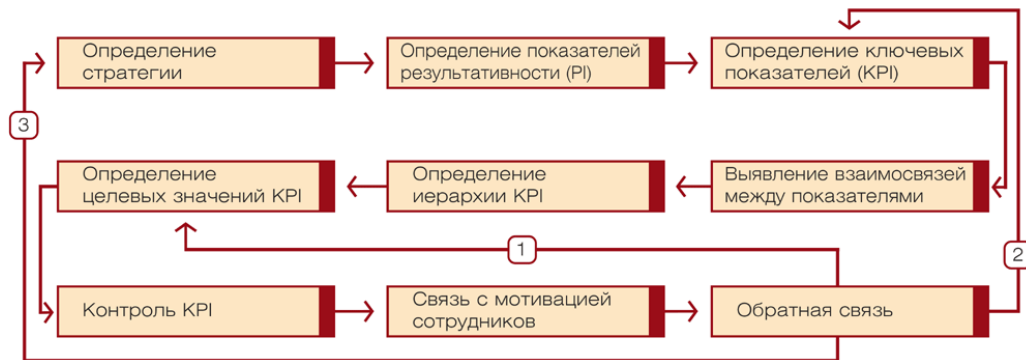 Определение
стратегии
Определение показателей
результативности (PI)
Определение ключевых
показателей (KPI)
3
Определение
целевых значений KPI
Определение
иерархии KPI
Выявление взаимосвязей
между показателями
1
2
Контроль KPI
Связь с мотивацией
сотрудников
Обратная связь